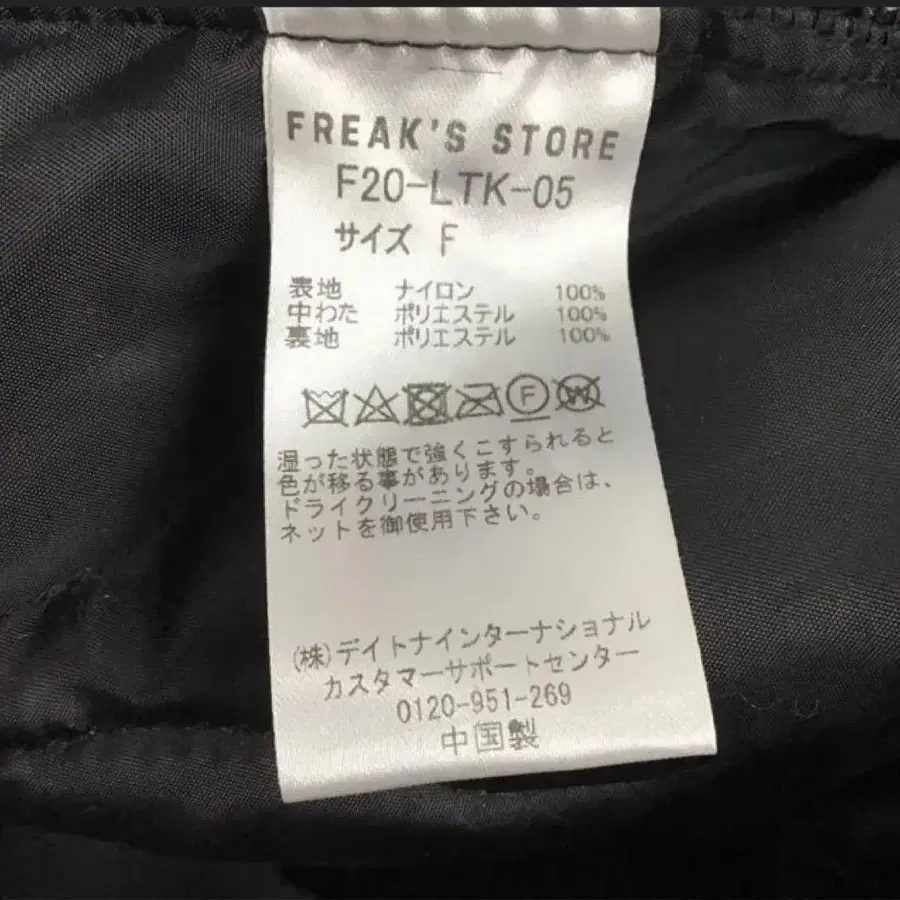 FREAK'S STORE
F20-LTK-05
サイズ F
表地 ナイロン 100%
中わた ポリエステル 100%
裏地 ポリエステル 100%
F W
湿った状態で強くこすられると
色が移る事があります。
ドライクリーニングの場合は、
ネットを御使用下さい。
(株)デイトナインターナショナル
カスタマーサポートセンター
0120-951-269
中国製